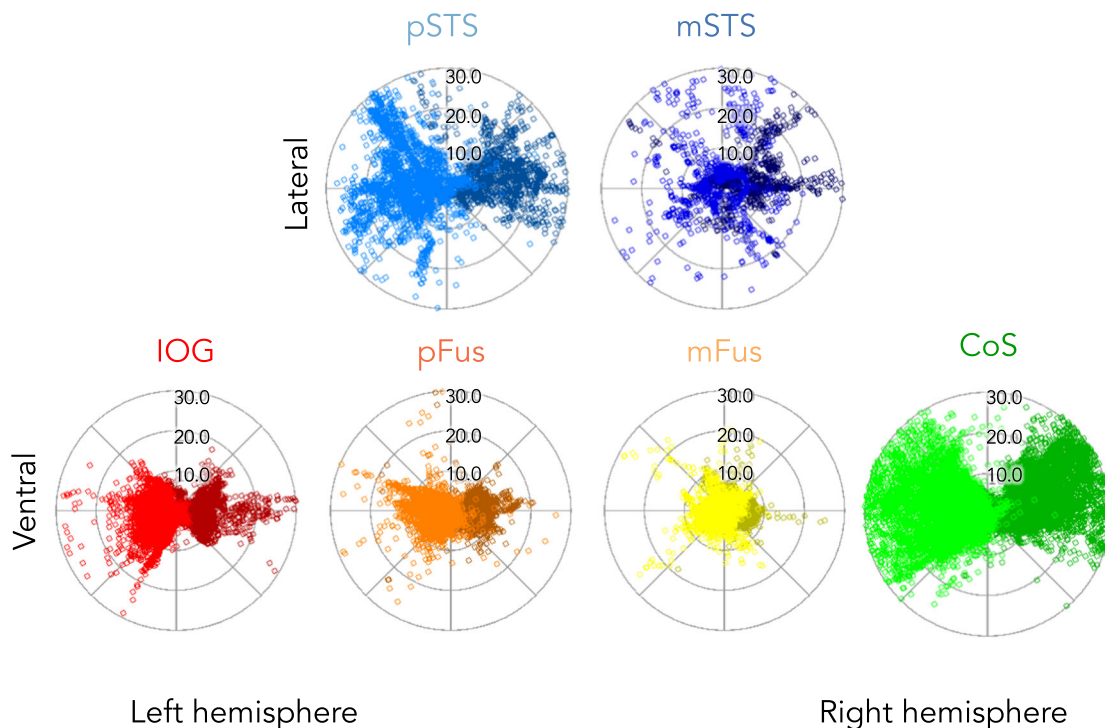 pSTS mSTS
Lateral
30.0 30.0
20.0 20.0
10.0 10.0
IOG pFus mFus CoS
Ventral
30.0 30.0 30.0 30.0
20.0 20.0 20.0 20.0
10.0 10.0 10.0 10.0
Left hemisphere Right hemisphere